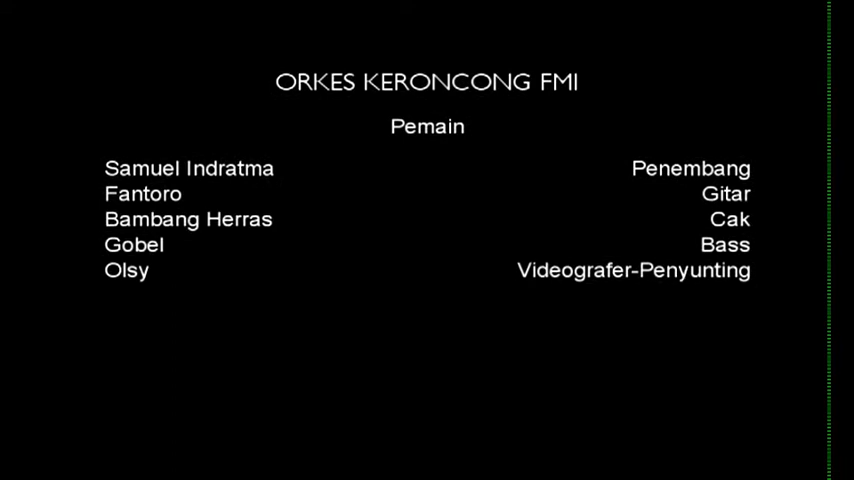 ORKES KERONCONG FMI
Pemain
Samuel Indratma Penembang
Fantoro Gitar
Bambang Herras Cak
Gobel Bass
Olsy Videografer-Penyunting